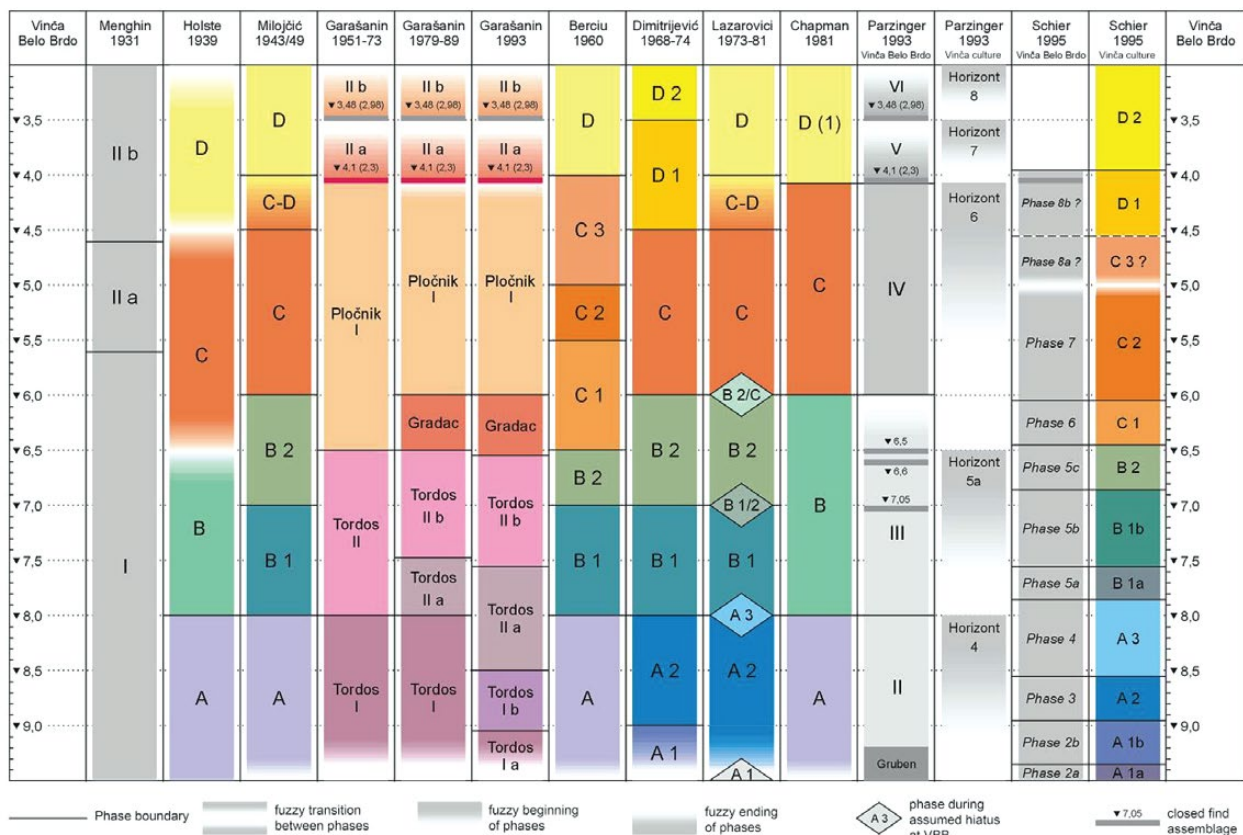 Vinča
Belo Brdo
Menghin
1931
Holste
1939
Milojčić
1943/49
Garašanin
1951-73
Garašanin
1979-89
Garašanin
1993
Berciu
1960
Dimitrijević
1968-74
Lazarovici
1973-81
Chapman
1981
Parzinger
1993
Vinča Belo Brdo
Parzinger
1993
Vinča culture
Schier
1995
Vinča Belo Brdo
Schier
1995
Vinča culture
Vinča
Belo Brdo
▼3,5
▼4,0
▼4,5
▼5,0
▼5,5
▼6,0
▼6,5
▼7,0
▼7,5
▼8,0
▼8,5
▼9,0
II b
II a
I
D
C
B
A
D
C-D
C
B 2
B 1
A
II b
▼3,48 (2,98)
II a
▼4,1 (2,3)
Pločnik
I
Tordos
II
Tordos
I
II b
▼3,48 (2,98)
II a
▼4,1 (2,3)
Pločnik
I
Gradac
Tordos
II b
Tordos
II a
Tordos
I
II b
▼3,48 (2,98)
II a
▼4,1 (2,3)
Pločnik
I
Gradac
Tordos
II b
Tordos
II a
Tordos
I b
Tordos
I a
D
C 3
C 2
C 1
B 2
B 1
A
D 2
D 1
C
B 2
B 1
A 2
A 1
D
C-D
C
B 2/C
B 2
B 1/2
B 1
A 3
A 2
A 1
D (1)
C
B
A
VI
▼3,48 (2,98)
V
▼4,1 (2,3)
IV
▼6,5
▼6,6
▼7,05
III
II
Gruben
Horizont
8
Horizont
7
Horizont
6
Horizont
5a
Horizont
4
Phase 8b ?
Phase 8a ?
Phase 7
Phase 6
Phase 5c
Phase 5b
Phase 5a
Phase 4
Phase 3
Phase 2b
Phase 2a
D 2
D 1
C 3 ?
C 2
C 1
B 2
B 1b
B 1a
A 3
A 2
A 1b
A 1a
▼3,5
▼4,0
▼4,5
▼5,0
▼5,5
▼6,0
▼6,5
▼7,0
▼7,5
▼8,0
▼8,5
▼9,0
Phase boundary
fuzzy transition
between phases
fuzzy beginning
of phases
fuzzy ending
of phases
A 3
phase during
assumed hiatus
at VBB
▼7,05
closed find
assemblage